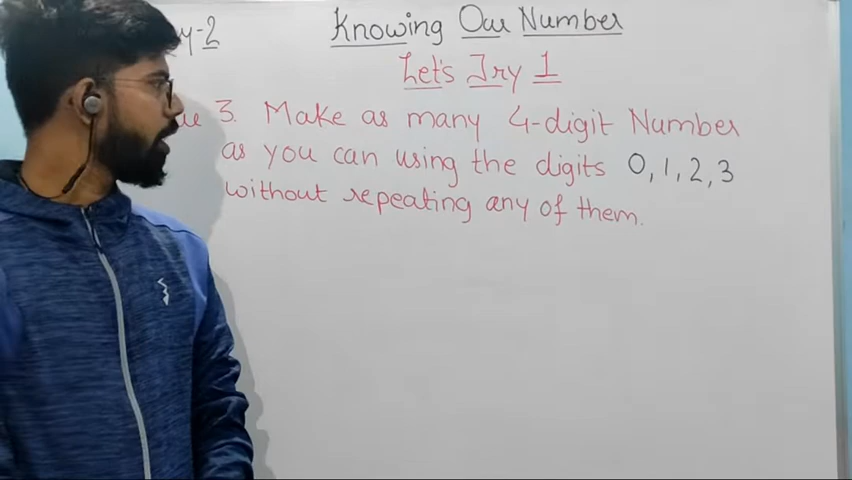 y-2
Knowing Our Number
Let's Try 1
3. Make as many 4-digit Number
as you can using the digits 0,1,2,3
without repeating any of them.